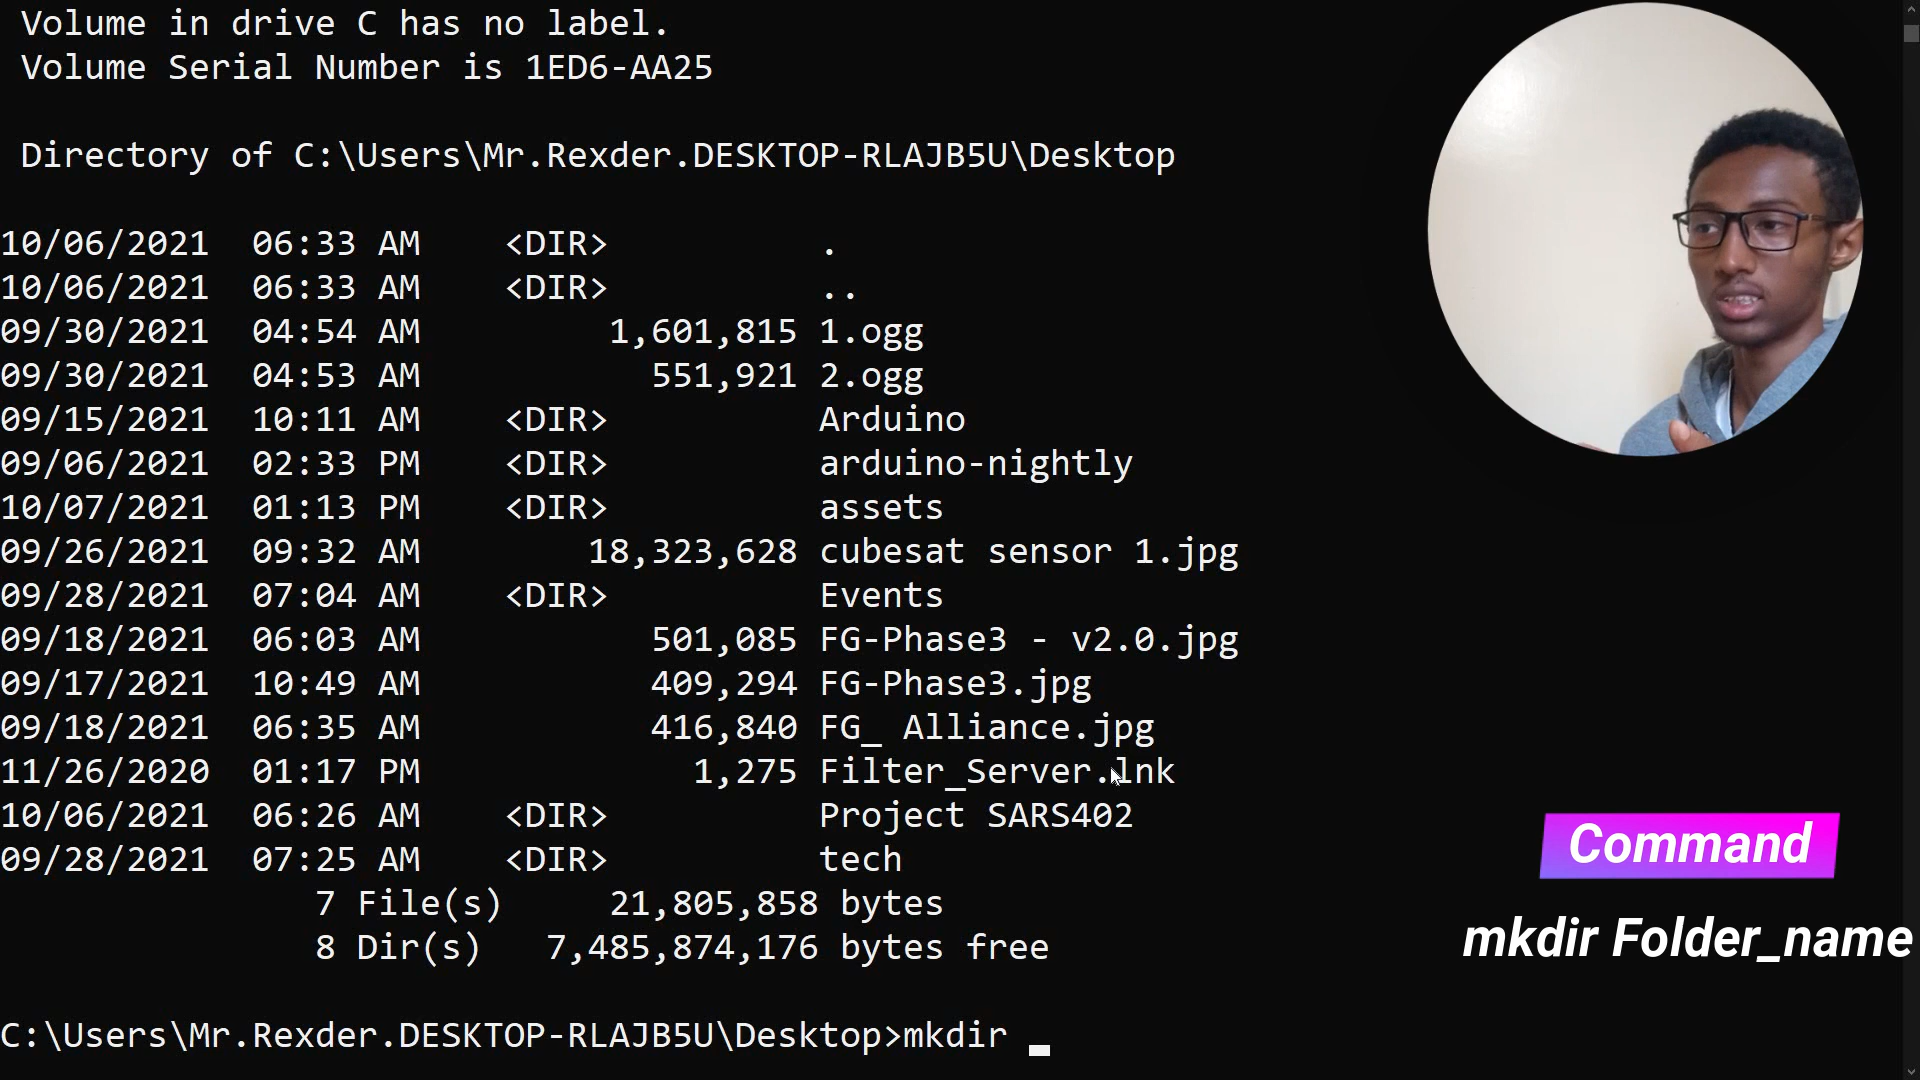 Volume in drive C has no label.
Volume Serial Number is 1ED6-AA25
Directory of C:\Users\Mr.Rexder.DESKTOP-RLAJB5U\Desktop
10/06/2021  06:33 AM    <DIR>          .
10/06/2021  06:33 AM    <DIR>          ..
09/30/2021  04:54 AM         1,601,815 1.ogg
09/30/2021  04:53 AM           551,921 2.ogg
09/15/2021  10:11 AM    <DIR>          Arduino
09/06/2021  02:33 PM    <DIR>          arduino-nightly
10/07/2021  01:13 PM    <DIR>          assets
09/26/2021  09:32 AM        18,323,628 cubesat sensor 1.jpg
09/28/2021  07:04 AM    <DIR>          Events
09/18/2021  06:03 AM           501,085 FG-Phase3 - v2.0.jpg
09/17/2021  10:49 AM           409,294 FG-Phase3.jpg
09/18/2021  06:35 AM           416,840 FG_ Alliance.jpg
11/26/2020  01:17 PM             1,275 Filter_Server.lnk
10/06/2021  06:26 AM    <DIR>          Project SARS402
09/28/2021  07:25 AM    <DIR>          tech
7 File(s)     21,805,858 bytes
8 Dir(s)   7,485,874,176 bytes free
C:\Users\Mr.Rexder.DESKTOP-RLAJB5U\Desktop>mkdir _
Command
mkdir Folder_name